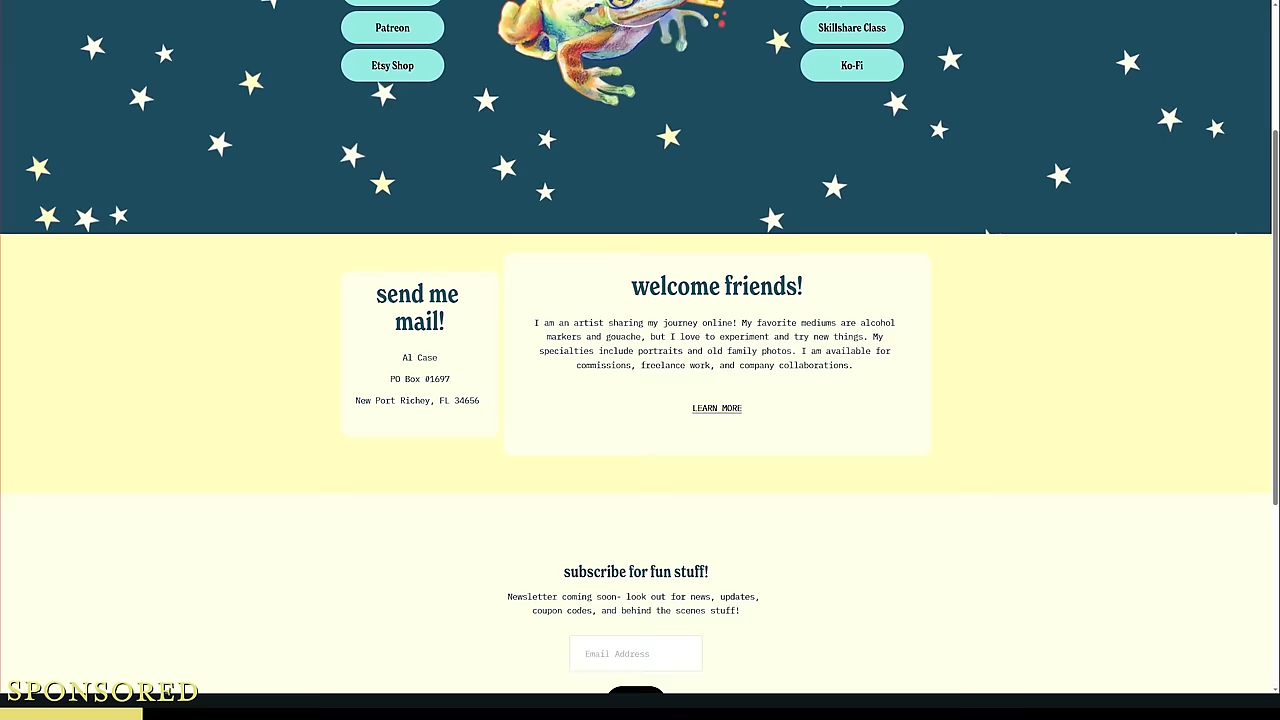 Patreon
Etsy Shop
Skillshare Class
Ko-Fi
send me
mail!
Al Case
PO Box #1697
New Port Richey, FL 34656
welcome friends!
I am an artist sharing my journey online! My favorite mediums are alcohol
markers and gouache, but I love to experiment and try new things. My
specialties include portraits and old family photos. I am available for
commissions, freelance work, and company collaborations.
LEARN MORE
subscribe for fun stuff!
Newsletter coming soon- look out for news, updates,
coupon codes, and behind the scenes stuff!
Email Address
SPONSORED